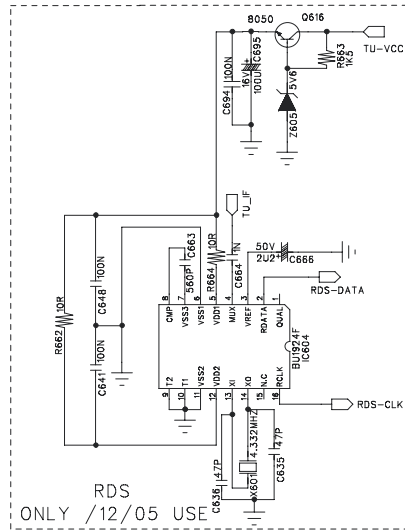 8050
Q616
TU-VCC
R663
1K5
C695
16V
100U
100N
C694
5V6
Z605
TU_IF
1N
C664
50V
2U2
C666
C663
560P
10R
R664
100N
C648
10R
R662
100N
C641
RDS-DATA
8 7 6 5 4 3 2 1
CMP
VSS3
VSS1
VDD1
MUX
VREF
RDATA
QUAL
BU1924F
IC604
T2
T1
VSS2
VDD2
XI
XO
N.C
RCLK
9 10 11 12 13 14 15 16
RDS-CLK
4.332MHZ
X601
47P
C635
47P
C636
RDS
ONLY /12/05 USE